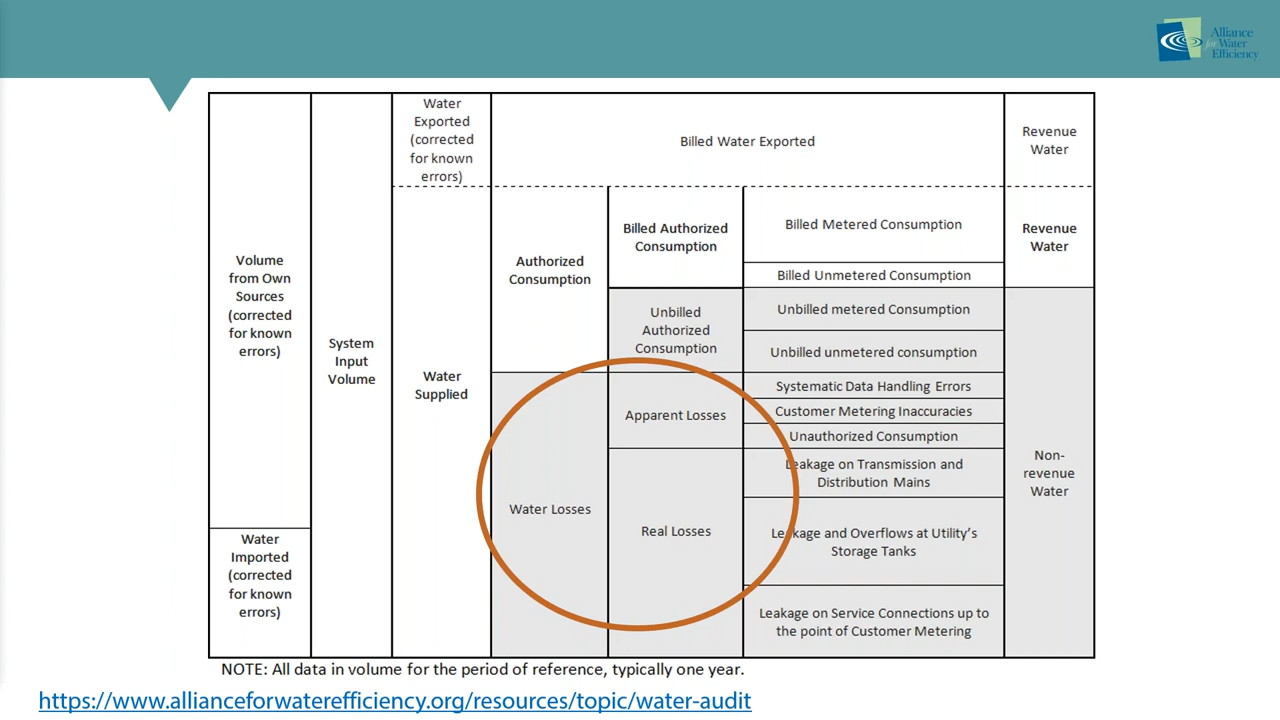 Alliance
for Water
Efficiency
Water
Exported
(corrected
for known
errors)
Billed Water Exported
Revenue
Water
Volume
from Own
Sources
(corrected
for known
errors)
System
Input
Volume
Water
Supplied
Authorized
Consumption
Billed Authorized
Consumption
Billed Metered Consumption
Billed Unmetered Consumption
Revenue
Water
Unbilled
Authorized
Consumption
Unbilled metered Consumption
Unbilled unmetered consumption
Water Losses
Apparent Losses
Systematic Data Handling Errors
Customer Metering Inaccuracies
Unauthorized Consumption
Real Losses
Leakage on Transmission and
Distribution Mains
Leakage and Overflows at Utility's
Storage Tanks
Leakage on Service Connections up to
the point of Customer Metering
Non-
revenue
Water
Water
Imported
(corrected
for known
errors)
NOTE: All data in volume for the period of reference, typically one year.
https://www.allianceforwaterefficiency.org/resources/topic/water-audit